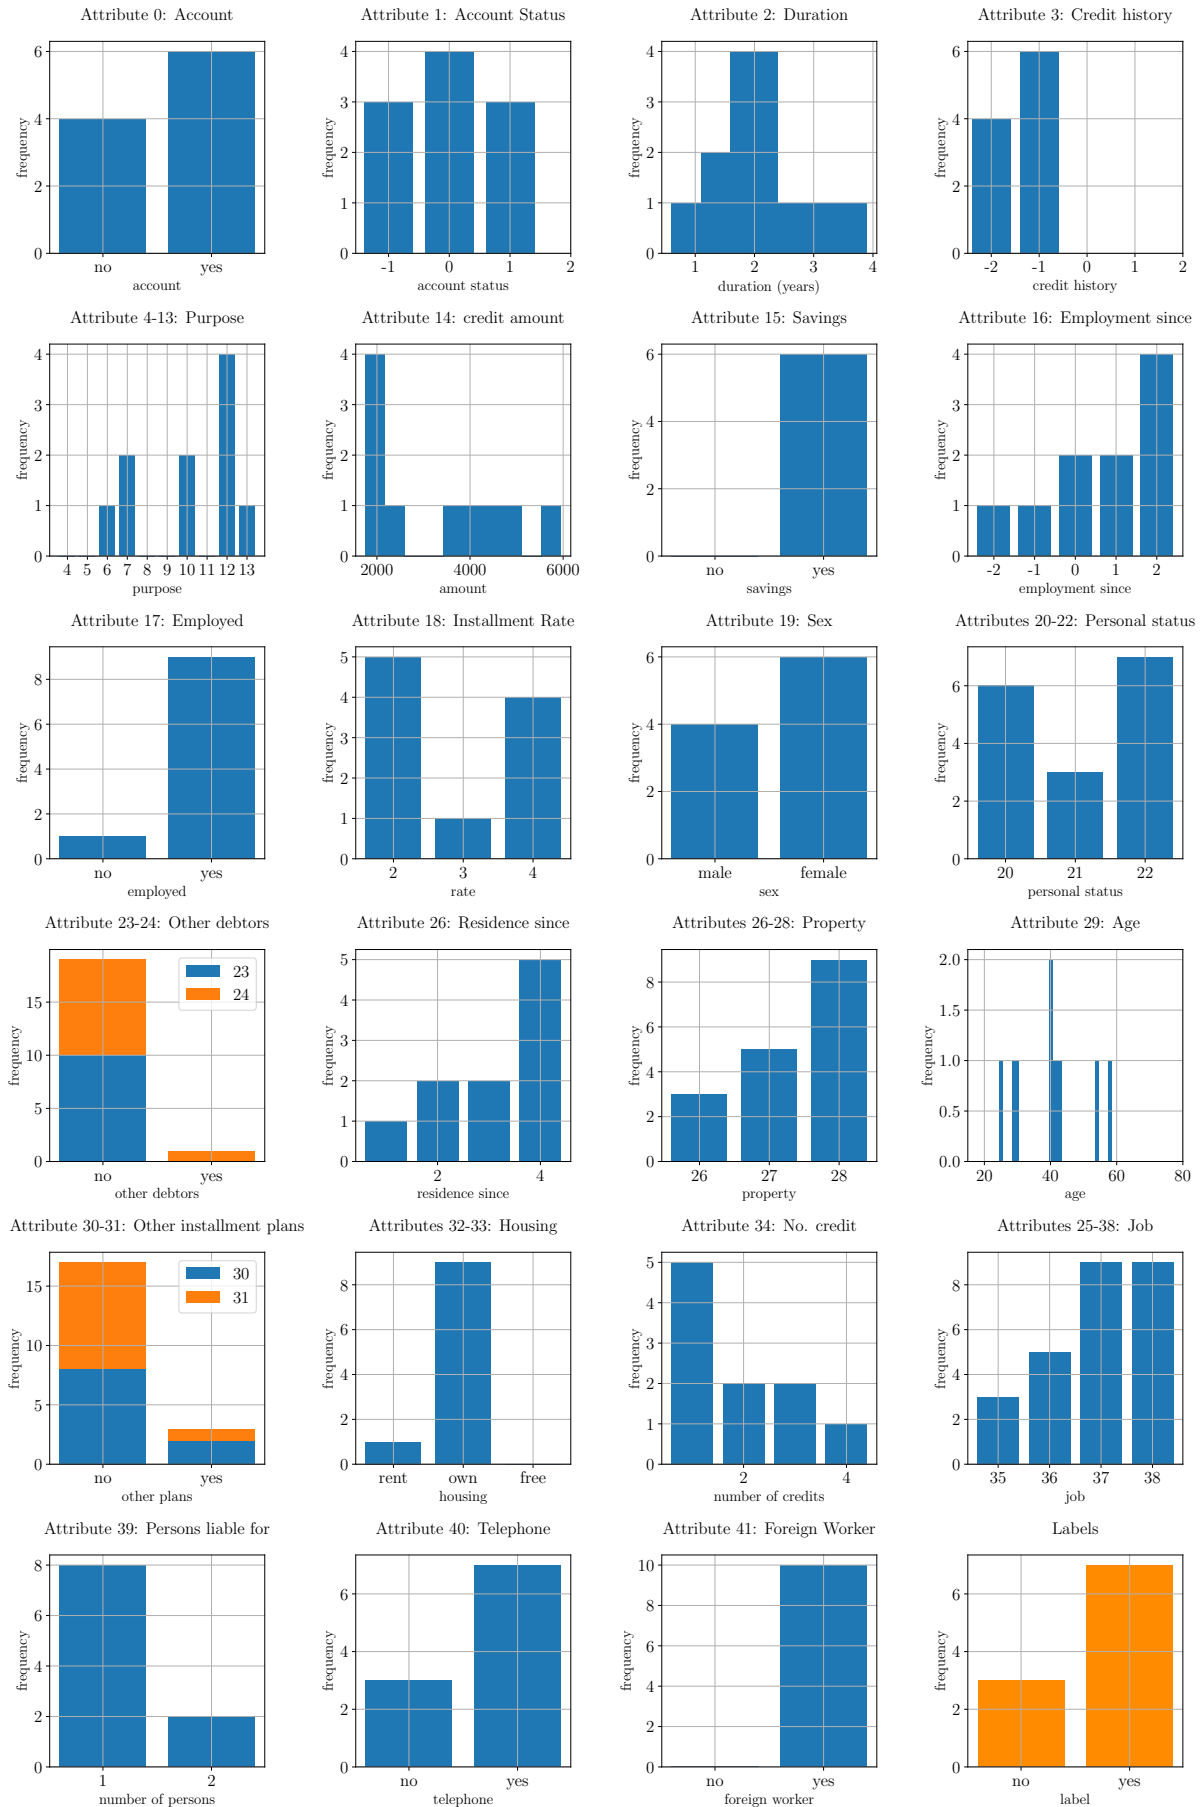 Attribute 0: Account
6
4
2
0
frequency
no yes
account
Attribute 1: Account Status
4
3
2
1
0
frequency
-1 0 1 2
account status
Attribute 2: Duration
4
3
2
1
0
frequency
1 2 3 4
duration (years)
Attribute 3: Credit history
6
4
2
0
frequency
-2 -1 0 1 2
credit history
Attribute 4-13: Purpose
4
3
2
1
0
frequency
4 5 6 7 8 9 10 11 12 13
purpose
Attribute 14: credit amount
4
3
2
1
0
frequency
2000 4000 6000
amount
Attribute 15: Savings
6
4
2
0
frequency
no yes
savings
Attribute 16: Employment since
4
3
2
1
0
frequency
-2 -1 0 1 2
employment since
Attribute 17: Employed
8
6
4
2
0
frequency
no yes
employed
Attribute 18: Installment Rate
5
4
3
2
1
0
frequency
2 3 4
rate
Attribute 19: Sex
6
4
2
0
frequency
male female
sex
Attributes 20-22: Personal status
6
4
2
0
frequency
20 21 22
personal status
Attribute 23-24: Other debtors
15
10
5
0
frequency
23
24
no yes
other debtors
Attribute 26: Residence since
5
4
3
2
1
0
frequency
2 4
residence since
Attributes 26-28: Property
8
6
4
2
0
frequency
26 27 28
property
Attribute 29: Age
2.0
1.5
1.0
0.5
0.0
frequency
20 40 60 80
age
Attribute 30-31: Other installment plans
15
10
5
0
frequency
30
31
no yes
other plans
Attributes 32-33: Housing
8
6
4
2
0
frequency
rent own free
housing
Attribute 34: No. credit
5
4
3
2
1
0
frequency
2 4
number of credits
Attributes 25-38: Job
8
6
4
2
0
frequency
35 36 37 38
job
Attribute 39: Persons liable for
8
6
4
2
0
frequency
1 2
number of persons
Attribute 40: Telephone
6
4
2
0
frequency
no yes
telephone
Attribute 41: Foreign Worker
10
8
6
4
2
0
frequency
no yes
foreign worker
Labels
6
4
2
0
frequency
no yes
label